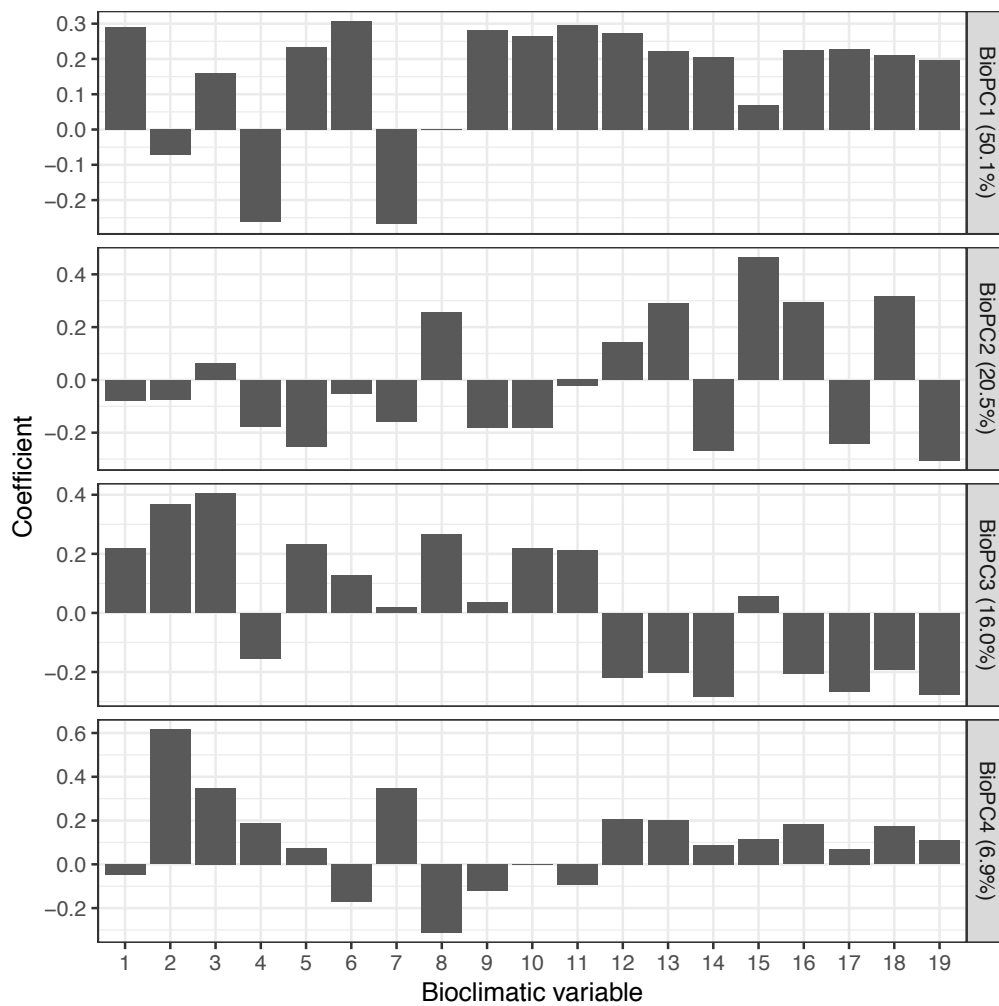 0.3
0.2
0.1
0.0
−0.1
−0.2
BioPC1 (50.1%)
0.4
0.2
0.0
−0.2
BioPC2 (20.5%)
0.4
0.2
0.0
−0.2
BioPC3 (16.0%)
0.6
0.4
0.2
0.0
−0.2
BioPC4 (6.9%)
Coefficient
1 2 3 4 5 6 7 8 9 10 11 12 13 14 15 16 17 18 19
Bioclimatic variable